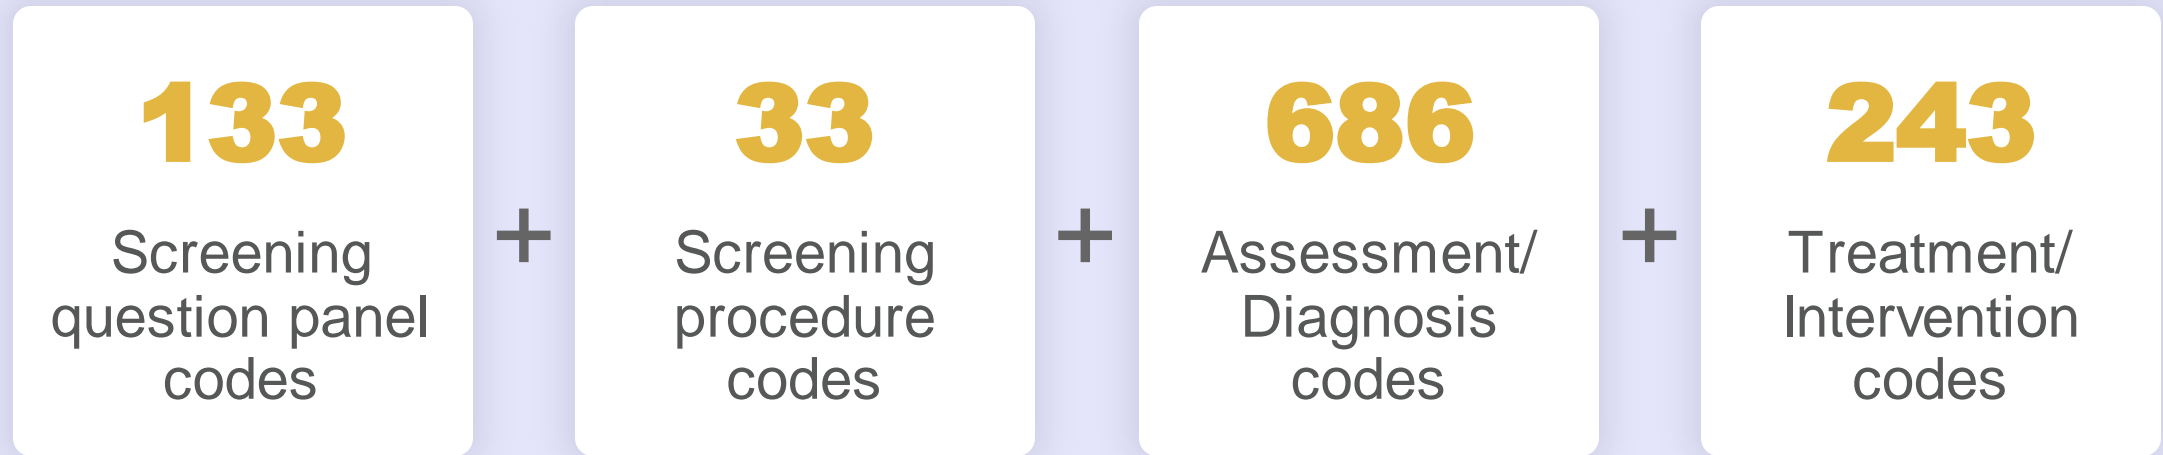 133
Screening
question panel
codes
+
33
Screening
procedure
codes
+
686
Assessment/
Diagnosis
codes
+
243
Treatment/
Intervention
codes